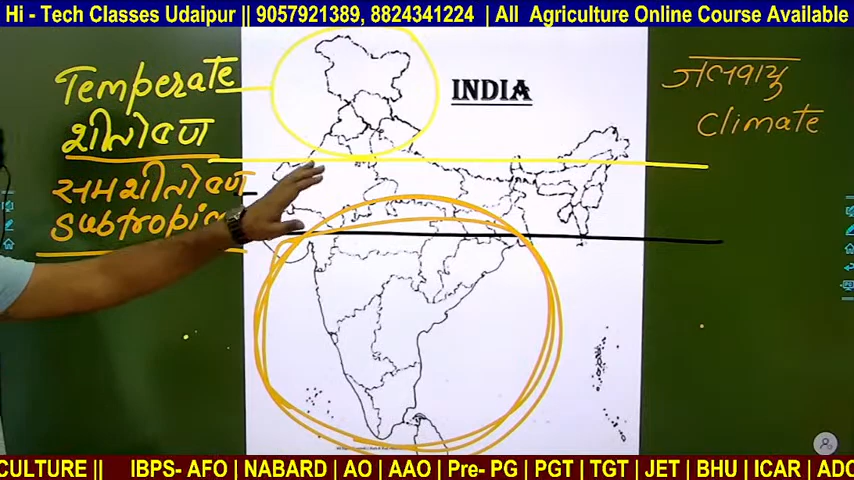 Hi - Tech Classes Udaipur || 9057921389, 8824341224 | All Agriculture Online Course Available
Temperate
शीतोष्ण
समशीतोष्ण
Subtropic
INDIA
जलवायु
Climate
CULTURE || IBPS- AFO | NABARD | AO | AAO | Pre- PG | PGT | TGT | JET | BHU | ICAR | ADO